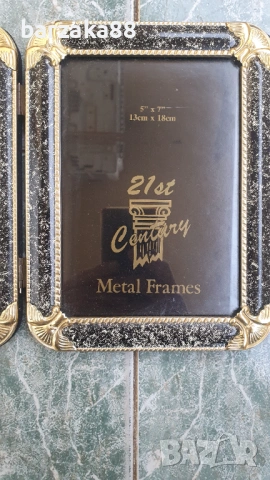 barzaka88
5" x 7"
13cm x 18cm
21st
Century
Metal Frames
BAZAR